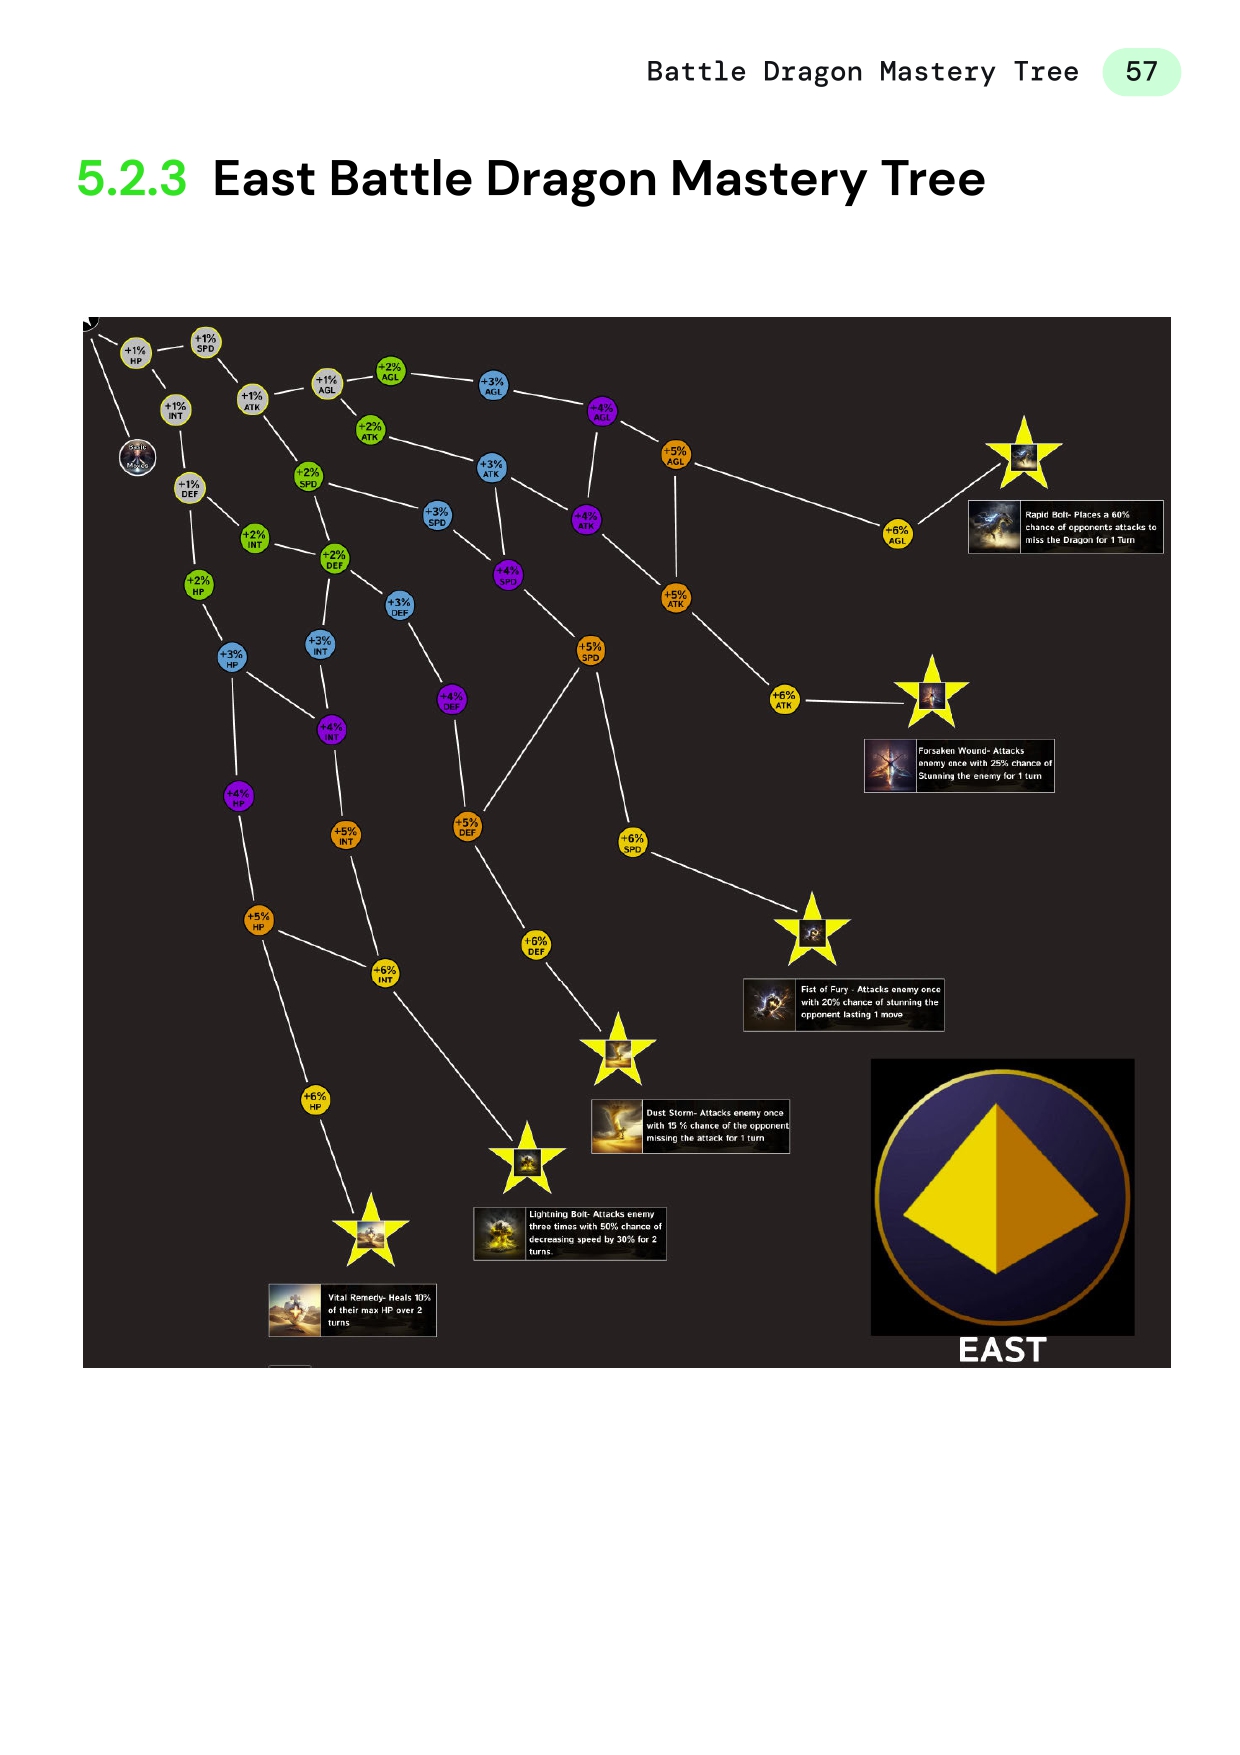 Battle Dragon Mastery Tree 57
5.2.3 East Battle Dragon Mastery Tree
+1%
HP
+1%
SPD
+1%
INT
+1%
ATK
+1%
AGL
+2%
AGL
+3%
AGL
+4%
AGL
+2%
ATK
+5%
AGL
Basic
Moves
+3%
ATK
+2%
SPD
+1%
DEF
+3%
SPD
+4%
ATK
+6%
AGL
Rapid Bolt- Places a 60%
chance of opponents attacks to
miss the Dragon for 1 Turn
+2%
INT
+2%
DEF
+4%
SPD
+2%
HP
+3%
DEF
+5%
ATK
+3%
INT
+3%
HP
+5%
SPD
+4%
DEF
+6%
ATK
+4%
INT
Forsaken Wound- Attacks
enemy once with 25% chance of
Stunning the enemy for 1 turn
+4%
HP
+5%
INT
+5%
DEF
+6%
SPD
+5%
HP
+6%
DEF
+6%
INT
Fist of Fury - Attacks enemy once
with 20% chance of stunning the
opponent lasting 1 move
+6%
HP
Dust Storm- Attacks enemy once
with 15 % chance of the opponent
missing the attack for 1 turn
Lightning Bolt- Attacks enemy
three times with 50% chance of
decreasing speed by 30% for 2
turns.
Vital Remedy- Heals 10%
of their max HP over 2
turns
EAST